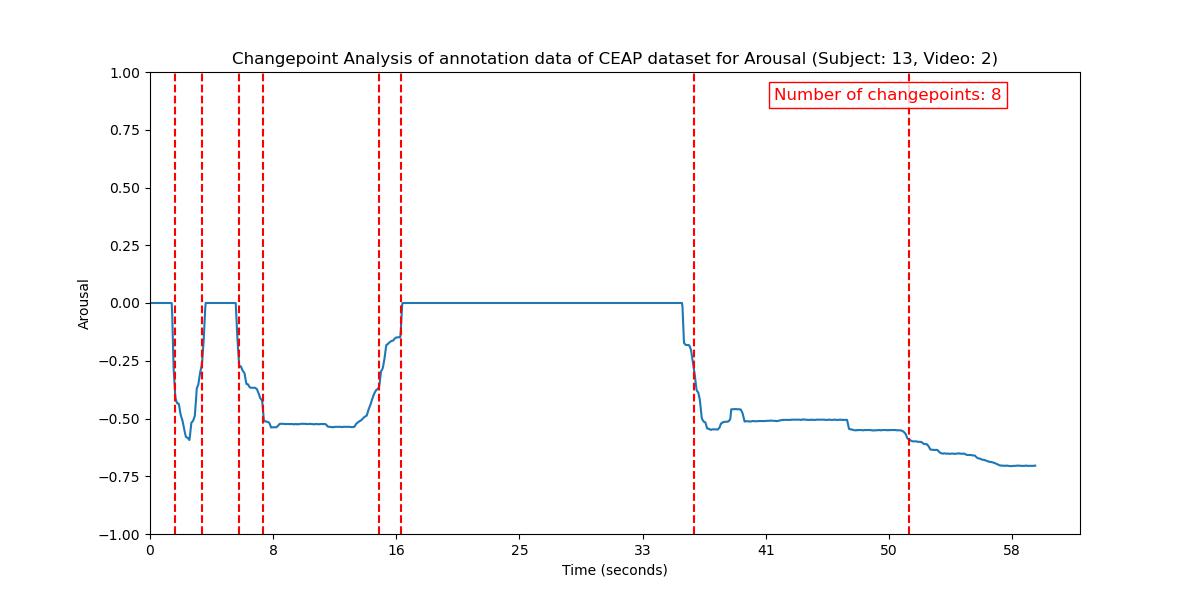 Changepoint Analysis of annotation data of CEAP dataset for Arousal (Subject: 13, Video: 2)
Number of changepoints: 8
1.00
0.75
0.50
0.25
0.00
−0.25
−0.50
−0.75
−1.00
Arousal
0 8 16 25 33 41 50 58
Time (seconds)